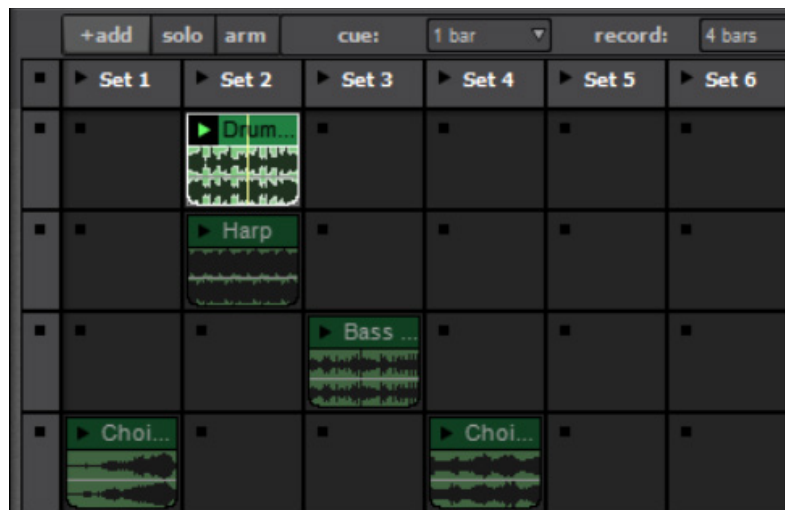 +add solo arm cue: 1 bar record: 4 bars
Set 1 Set 2 Set 3 Set 4 Set 5 Set 6
Drum...
Harp
Bass ...
Choi... Choi...